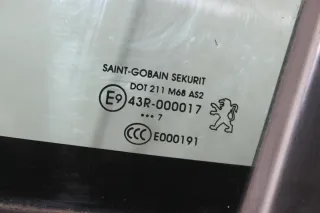 SAINT-GOBAIN SEKURIT
DOT 211 M68 AS2
E9 43R-000017
••• 7
CCC E000191